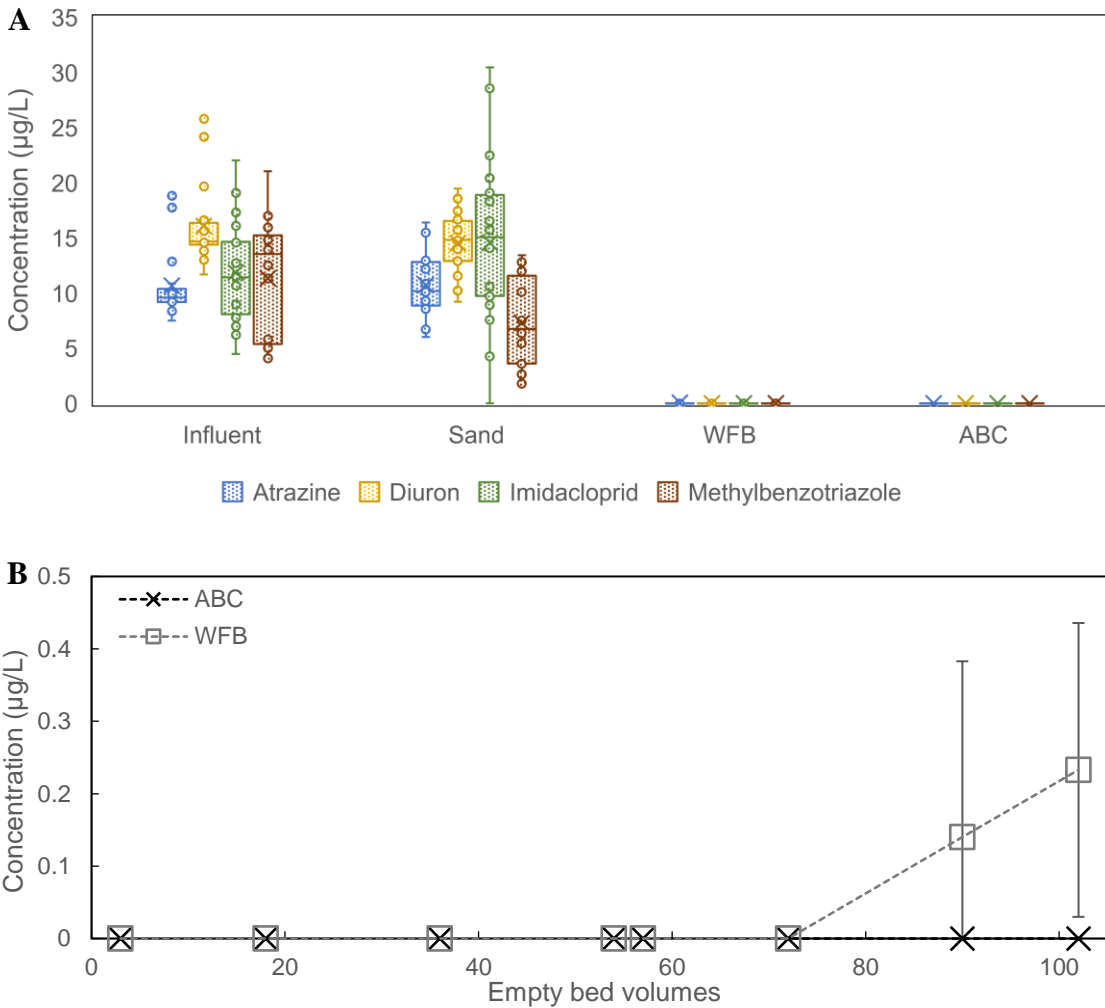 A
35
30
25
20
15
10
5
0
Concentration (µg/L)
Influent Sand WFB ABC
Atrazine Diuron Imidacloprid Methylbenzotriazole
B
0.5
0.4
0.3
0.2
0.1
0
Concentration (µg/L)
ABC
WFB
0 20 40 60 80 100
Empty bed volumes